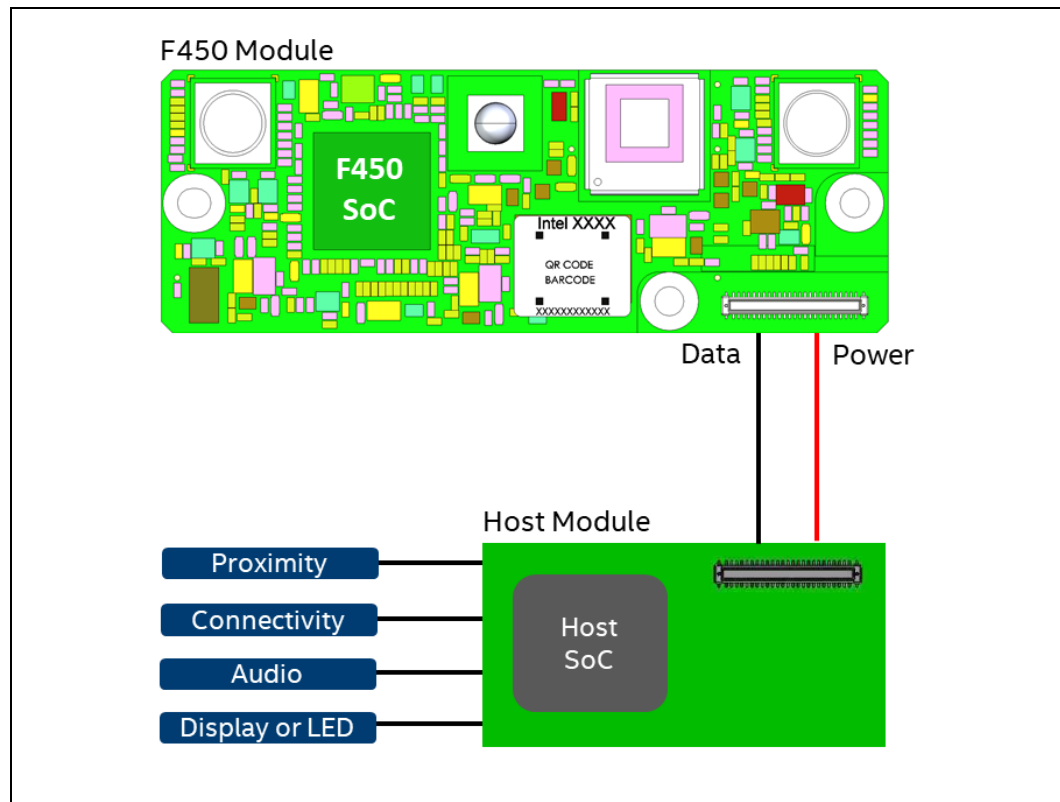 F450 Module
F450
SoC
Intel XXXX
QR CODE
BARCODE
XXXXXXXXXXXX
Data
Power
Host Module
Proximity
Connectivity
Audio
Display or LED
Host
SoC